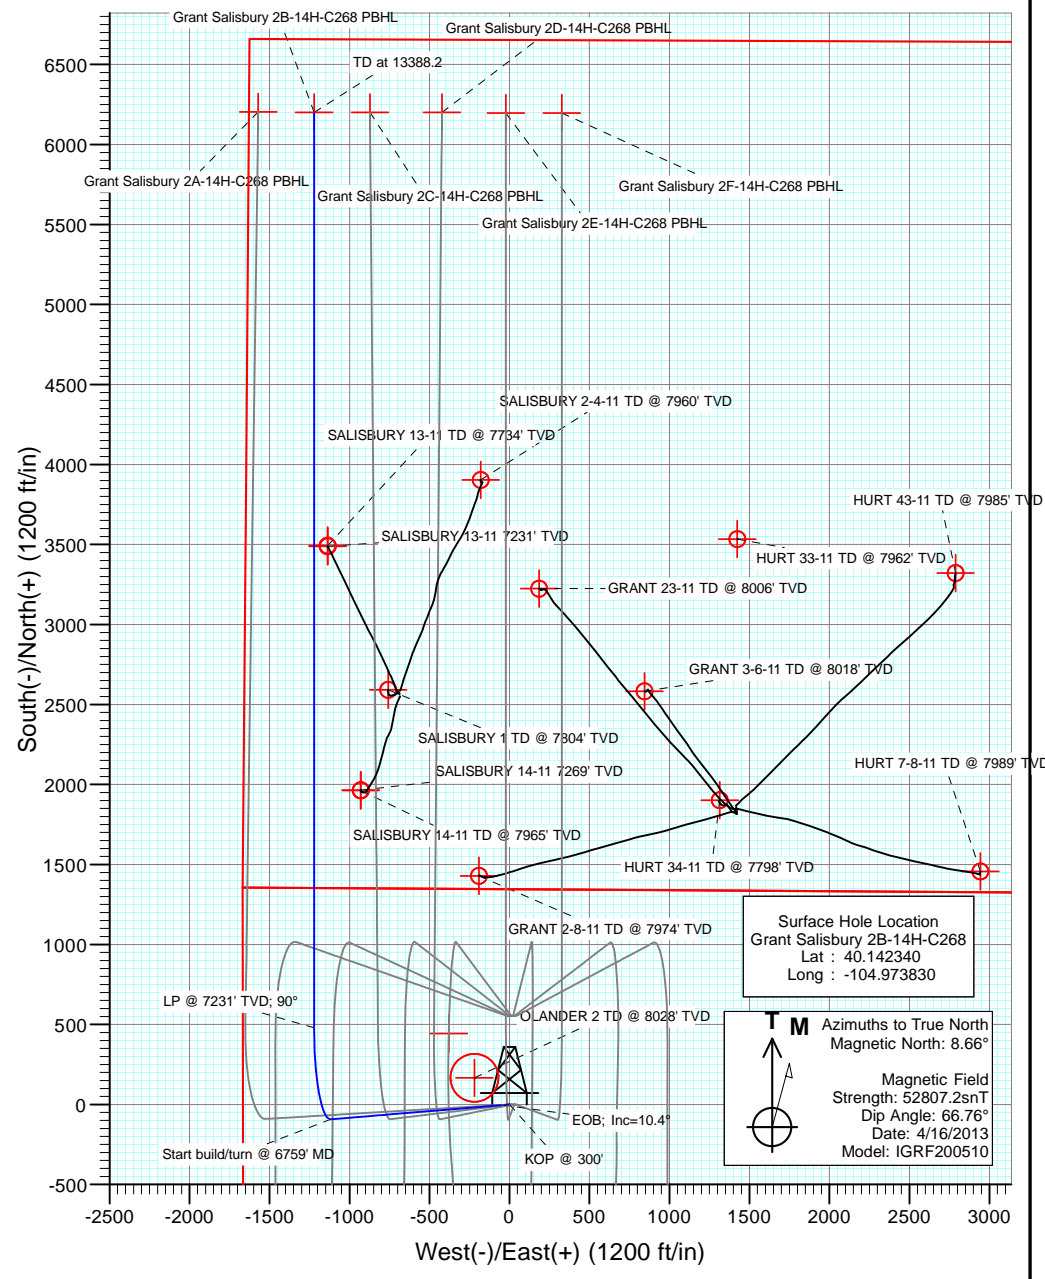 Grant Salisbury 2B-14H-C268 PBHL
Grant Salisbury 2D-14H-C268 PBHL
TD at 13388.2
Grant Salisbury 2A-14H-C268 PBHL
Grant Salisbury 2C-14H-C268 PBHL
Grant Salisbury 2F-14H-C268 PBHL
Grant Salisbury 2E-14H-C268 PBHL
6500
6000
5500
5000
4500
4000
3500
3000
2500
2000
1500
1000
500
0
-500
South(-)/North(+) (1200 ft/in)
SALISBURY 2-4-11 TD @ 7960' TVD
SALISBURY 13-11 TD @ 7734' TVD
SALISBURY 13-11 7231' TVD
HURT 43-11 TD @ 7985' TVD
HURT 33-11 TD @ 7962' TVD
GRANT 23-11 TD @ 8006' TVD
GRANT 3-6-11 TD @ 8018' TVD
SALISBURY 1 TD @ 7804' TVD
SALISBURY 14-11 7269' TVD
HURT 7-8-11 TD @ 7989' TVD
SALISBURY 14-11 TD @ 7965' TVD
HURT 34-11 TD @ 7798' TVD
GRANT 2-8-11 TD @ 7974' TVD
Surface Hole Location
Grant Salisbury 2B-14H-C268
Lat : 40.142340
Long : -104.973830
LP @ 7231' TVD; 90°
OLANDER 2 TD @ 8028' TVD
EOB; Inc=10.4°
KOP @ 300'
Start build/turn @ 6759' MD
T M
Azimuths to True North
Magnetic North: 8.66°
Magnetic Field
Strength: 52807.2snT
Dip Angle: 66.76°
Date: 4/16/2013
Model: IGRF200510
-2500 -2000 -1500 -1000 -500 0 500 1000 1500 2000 2500 3000
West(-)/East(+) (1200 ft/in)